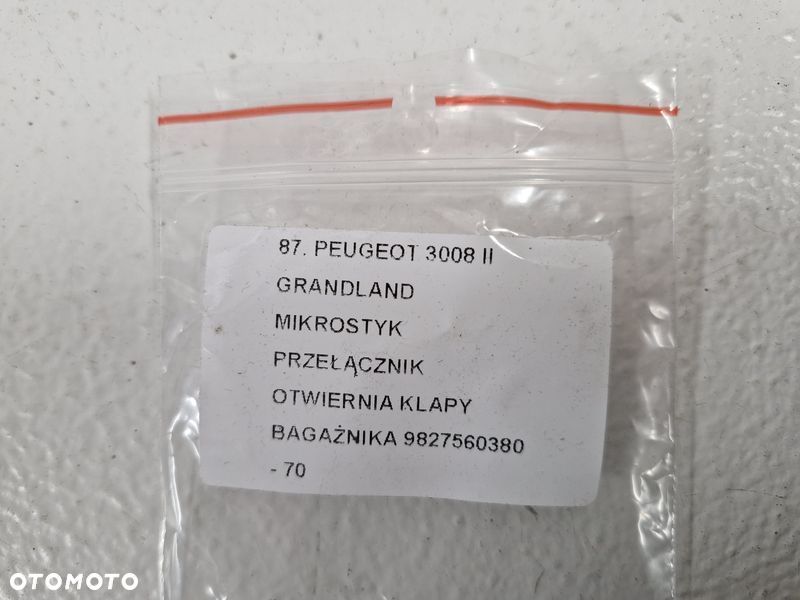 87. PEUGEOT 3008 II
GRANDLAND
MIKROSTYK
PRZEŁĄCZNIK
OTWIERNIA KLAPY
BAGAŻNIKA 9827560380
- 70
OTOMOTO